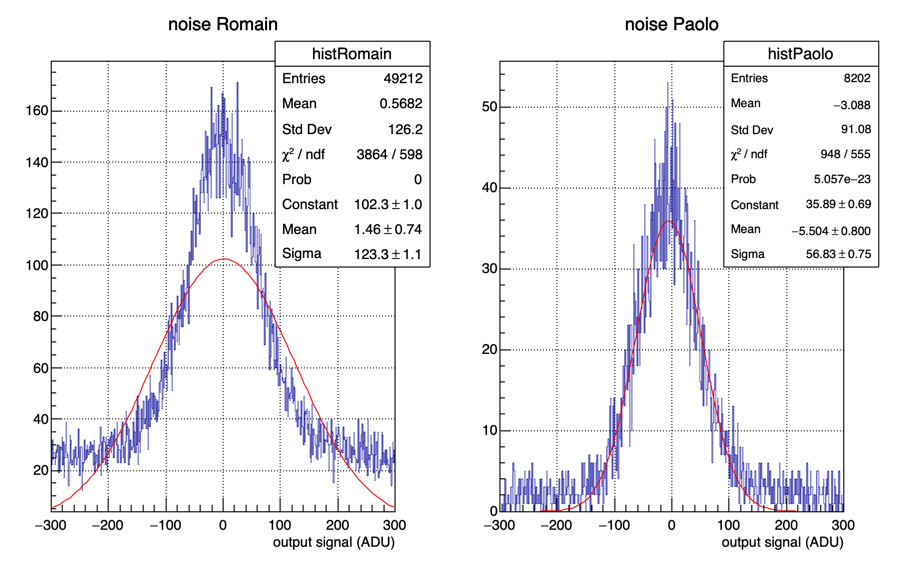 noise Romain
histRomain
Entries 49212
Mean 0.5682
Std Dev 126.2
χ² / ndf 3864 / 598
Prob 0
Constant 102.3 ± 1.0
Mean 1.46 ± 0.74
Sigma 123.3 ± 1.1
160
140
120
100
80
60
40
20
−300 −200 −100 0 100 200 300
output signal (ADU)
noise Paolo
histPaolo
Entries 8202
Mean −3.088
Std Dev 91.08
χ² / ndf 948 / 555
Prob 5.057e−23
Constant 35.89 ± 0.69
Mean −5.504 ± 0.800
Sigma 56.83 ± 0.75
50
40
30
20
10
0
−300 −200 −100 0 100 200 300
output signal (ADU)